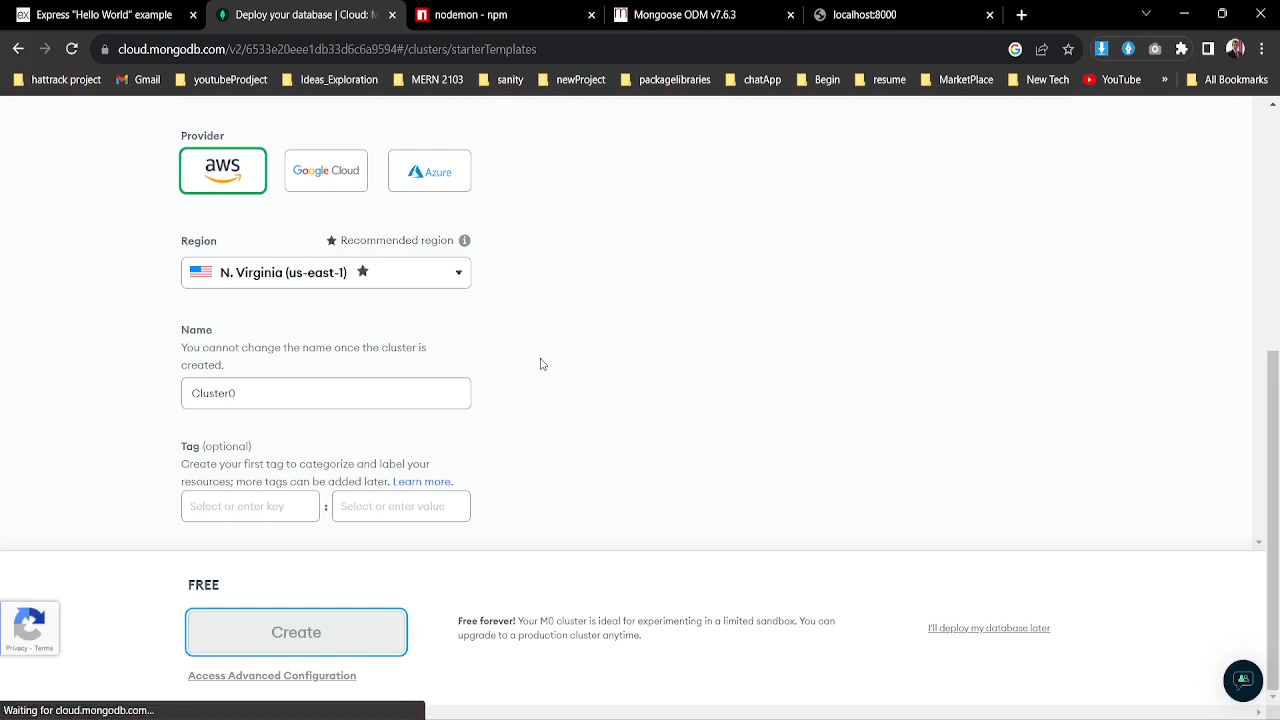 Express "Hello World" example
Deploy your database | Cloud: M
nodemon - npm
Mongoose ODM v7.6.3
localhost:8000
cloud.mongodb.com/v2/6533e20eee1db33d6c6a9594#/clusters/starterTemplates
hattrack project
Gmail
youtubeProdject
Ideas_Exploration
MERN 2103
sanity
newProject
packagelibraries
chatApp
Begin
resume
MarketPlace
New Tech
YouTube
»
All Bookmarks
Provider
aws
Google Cloud
Azure
Region
Recommended region
N. Virginia (us-east-1)
Name
You cannot change the name once the cluster is
created.
Cluster0
Tag (optional)
Create your first tag to categorize and label your
resources; more tags can be added later. Learn more.
Select or enter key
:
Select or enter value
FREE
Create
Free forever! Your M0 cluster is ideal for experimenting in a limited sandbox. You can
upgrade to a production cluster anytime.
I'll deploy my database later
Access Advanced Configuration
Privacy - Terms
Waiting for cloud.mongodb.com...